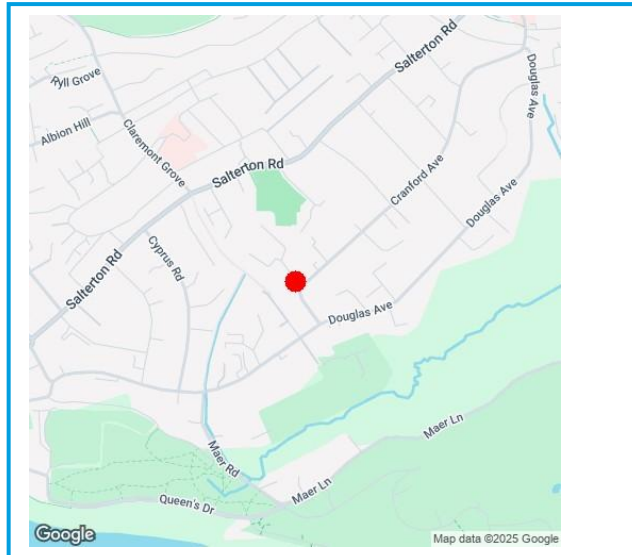 Salterton Rd
Ryll Grove
Douglas Ave
Albion Hill
Claremont Grove
Salterton Rd
Cranford Ave
Douglas Ave
Cyprus Rd
Salterton Rd
Douglas Ave
Maer Rd
Maer Ln
Maer Ln
Queen's Dr
Google
Map data ©2025 Google